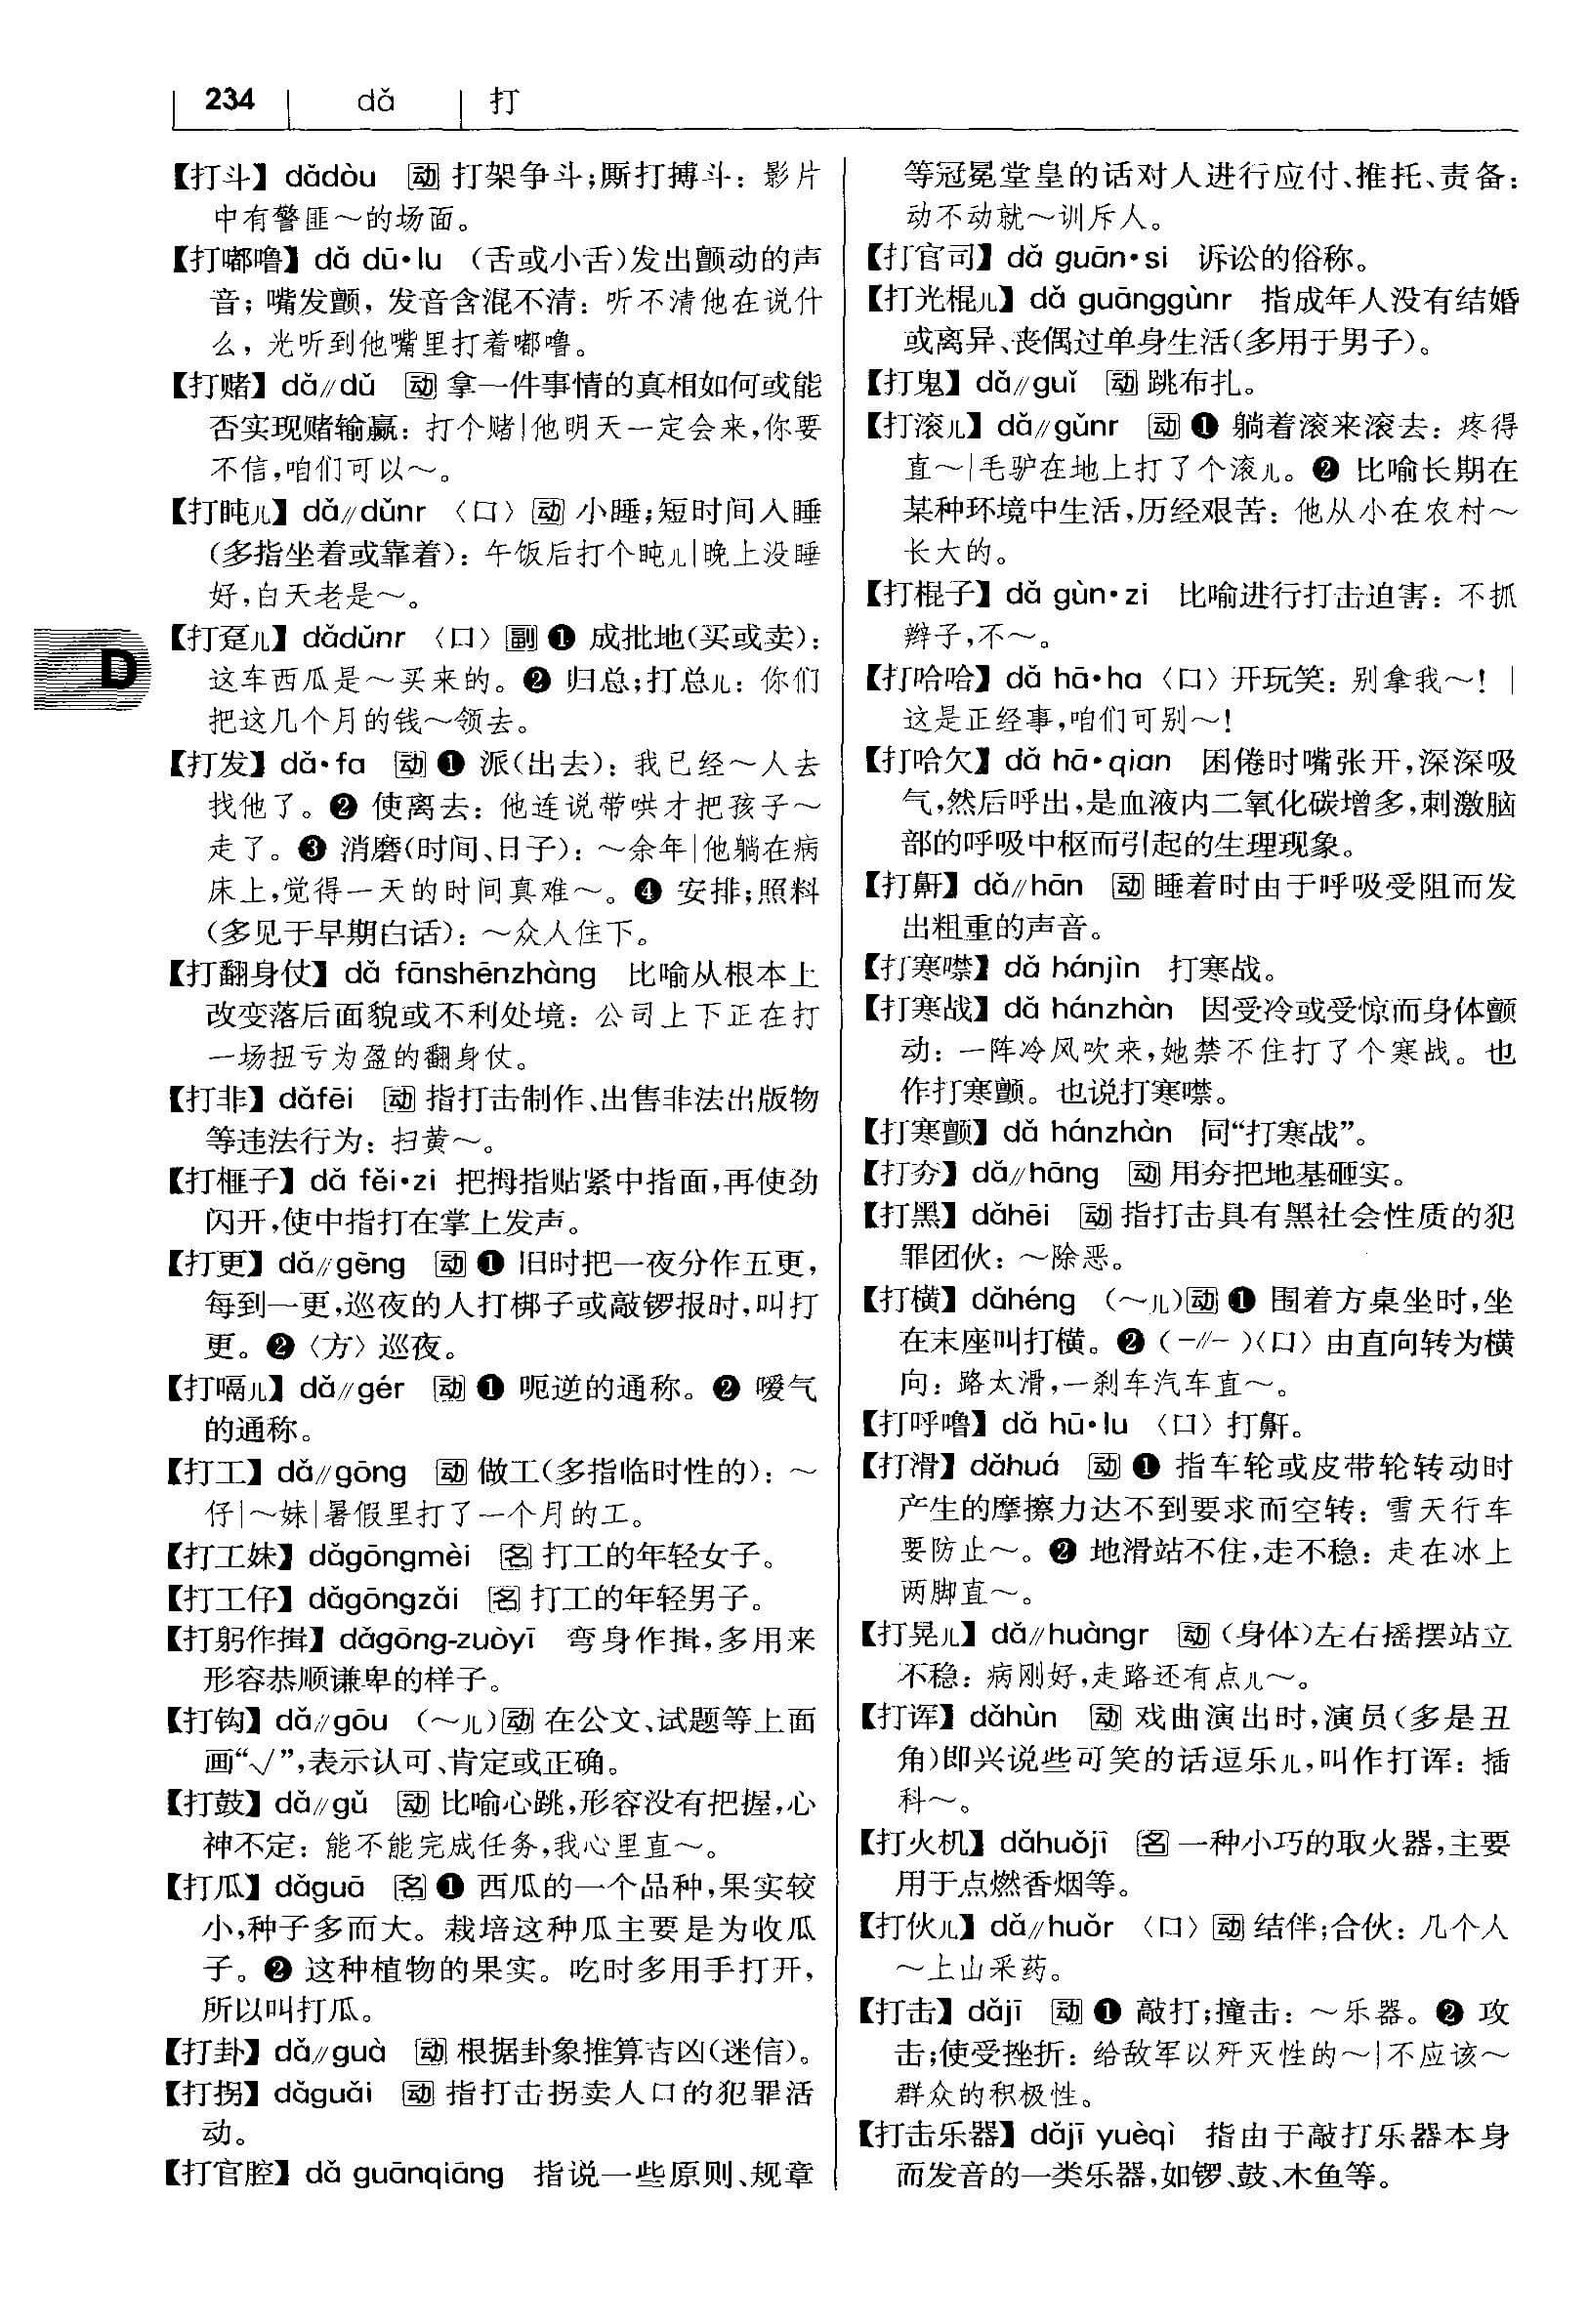 234 dǎ 打
【打斗】 dǎdòu 动 打架争斗;厮打搏斗：影片
中有警匪～的场面。
【打嘟噜】 dǎ dū•lu （舌或小舌)发出颤动的声
音；嘴发颤，发音含混不清：听不清他在说什
么，光听到他嘴里打着嘟噜。
【打赌】 dǎ//dǔ 动 拿一件事情的真相如何或能
否实现赌输赢：打个赌|他明天一定会来,你要
不信,咱们可以～。
【打盹儿】 dǎ//dǔnr 〈口〉 动 小睡;短时间入睡
(多指坐着或靠着)：午饭后打个盹儿|晚上没睡
好,白天老是～。
【打趸儿】 dǎdǔnr 〈口〉 副 ❶ 成批地(买或卖)：
这车西瓜是～买来的。❷ 归总;打总儿：你们
把这几个月的钱～领去。
【打发】 dǎ•fa 动 ❶ 派(出去)：我已经～人去
找他了。❷ 使离去：他连说带哄才把孩子～
走了。❸ 消磨(时间、日子)：～余年|他躺在病
床上,觉得一天的时间真难～。❹ 安排;照料
(多见于早期白话)：～众人住下。
【打翻身仗】 dǎ fānshēnzhàng 比喻从根本上
改变落后面貌或不利处境：公司上下正在打
一场扭亏为盈的翻身仗。
【打非】 dǎfēi 动 指打击制作、出售非法出版物
等违法行为：扫黄～。
【打榧子】 dǎ fěi•zi 把拇指贴紧中指面,再使劲
闪开,使中指打在掌上发声。
【打更】 dǎ//gēng 动 ❶ 旧时把一夜分作五更,
每到一更,巡夜的人打梆子或敲锣报时,叫打
更。❷〈方〉巡夜。
【打嗝儿】 dǎ//gér 动 ❶ 呃逆的通称。❷ 嗳气
的通称。
【打工】 dǎ//gōng 动 做工(多指临时性的)：～
仔|～妹|暑假里打了一个月的工。
【打工妹】 dǎgōngmèi 名 打工的年轻女子。
【打工仔】 dǎgōngzǎi 名 打工的年轻男子。
【打躬作揖】 dǎgōng-zuòyī 弯身作揖,多用来
形容恭顺谦卑的样子。
【打钩】 dǎ//gōu （～儿)动 在公文、试题等上面
画“√”,表示认可、肯定或正确。
【打鼓】 dǎ//gǔ 动 比喻心跳,形容没有把握,心
神不定：能不能完成任务,我心里直～。
【打瓜】 dǎguā 名 ❶ 西瓜的一个品种,果实较
小,种子多而大。栽培这种瓜主要是为收瓜
子。❷ 这种植物的果实。吃时多用手打开,
所以叫打瓜。
【打卦】 dǎ//guà 动 根据卦象推算吉凶(迷信)。
【打拐】 dǎguǎi 动 指打击拐卖人口的犯罪活
动。
【打官腔】 dǎ guānqiāng 指说一些原则、规章
等冠冕堂皇的话对人进行应付、推托、责备：
动不动就～训斥人。
【打官司】 dǎ guān•si 诉讼的俗称。
【打光棍儿】 dǎ guānggùnr 指成年人没有结婚
或离异、丧偶过单身生活(多用于男子)。
【打鬼】 dǎ//guǐ 动 跳布扎。
【打滚儿】 dǎ//gǔnr 动 ❶ 躺着滚来滚去：疼得
直～|毛驴在地上打了个滚儿。❷ 比喻长期在
某种环境中生活,历经艰苦：他从小在农村～
长大的。
【打棍子】 dǎ gùn•zi 比喻进行打击迫害：不抓
辫子,不～。
【打哈哈】 dǎ hā•ha〈口〉开玩笑：别拿我～！|
这是正经事,咱们可别～！
【打哈欠】 dǎ hā•qian 困倦时嘴张开,深深吸
气,然后呼出,是血液内二氧化碳增多,刺激脑
部的呼吸中枢而引起的生理现象。
【打鼾】 dǎ//hān 动 睡着时由于呼吸受阻而发
出粗重的声音。
【打寒噤】 dǎ hánjìn 打寒战。
【打寒战】 dǎ hánzhàn 因受冷或受惊而身体颤
动：一阵冷风吹来,她禁不住打了个寒战。也
作打寒颤。也说打寒噤。
【打寒颤】 dǎ hánzhàn 同“打寒战”。
【打夯】 dǎ//hāng 动 用夯把地基砸实。
【打黑】 dǎhēi 动 指打击具有黑社会性质的犯
罪团伙：～除恶。
【打横】 dǎhéng （～儿)动 ❶ 围着方桌坐时,坐
在末座叫打横。❷（-//-）〈口〉由直向转为横
向：路太滑,一刹车汽车直～。
【打呼噜】 dǎ hū•lu 〈口〉打鼾。
【打滑】 dǎhuá 动 ❶ 指车轮或皮带轮转动时
产生的摩擦力达不到要求而空转：雪天行车
要防止～。❷ 地滑站不住,走不稳：走在冰上
两脚直～。
【打晃儿】 dǎ//huàngr 动（身体)左右摇摆站立
不稳：病刚好,走路还有点儿～。
【打诨】 dǎhùn 动 戏曲演出时,演员(多是丑
角)即兴说些可笑的话逗乐儿,叫作打诨：插
科～。
【打火机】 dǎhuǒjī 名 一种小巧的取火器,主要
用于点燃香烟等。
【打伙儿】 dǎ//huǒr 〈口〉动 结伴;合伙：几个人
～上山采药。
【打击】 dǎjī 动 ❶ 敲打;撞击：～乐器。❷ 攻
击;使受挫折：给敌军以歼灭性的～|不应该～
群众的积极性。
【打击乐器】 dǎjī yuèqì 指由于敲打乐器本身
而发音的一类乐器,如锣、鼓、木鱼等。
D